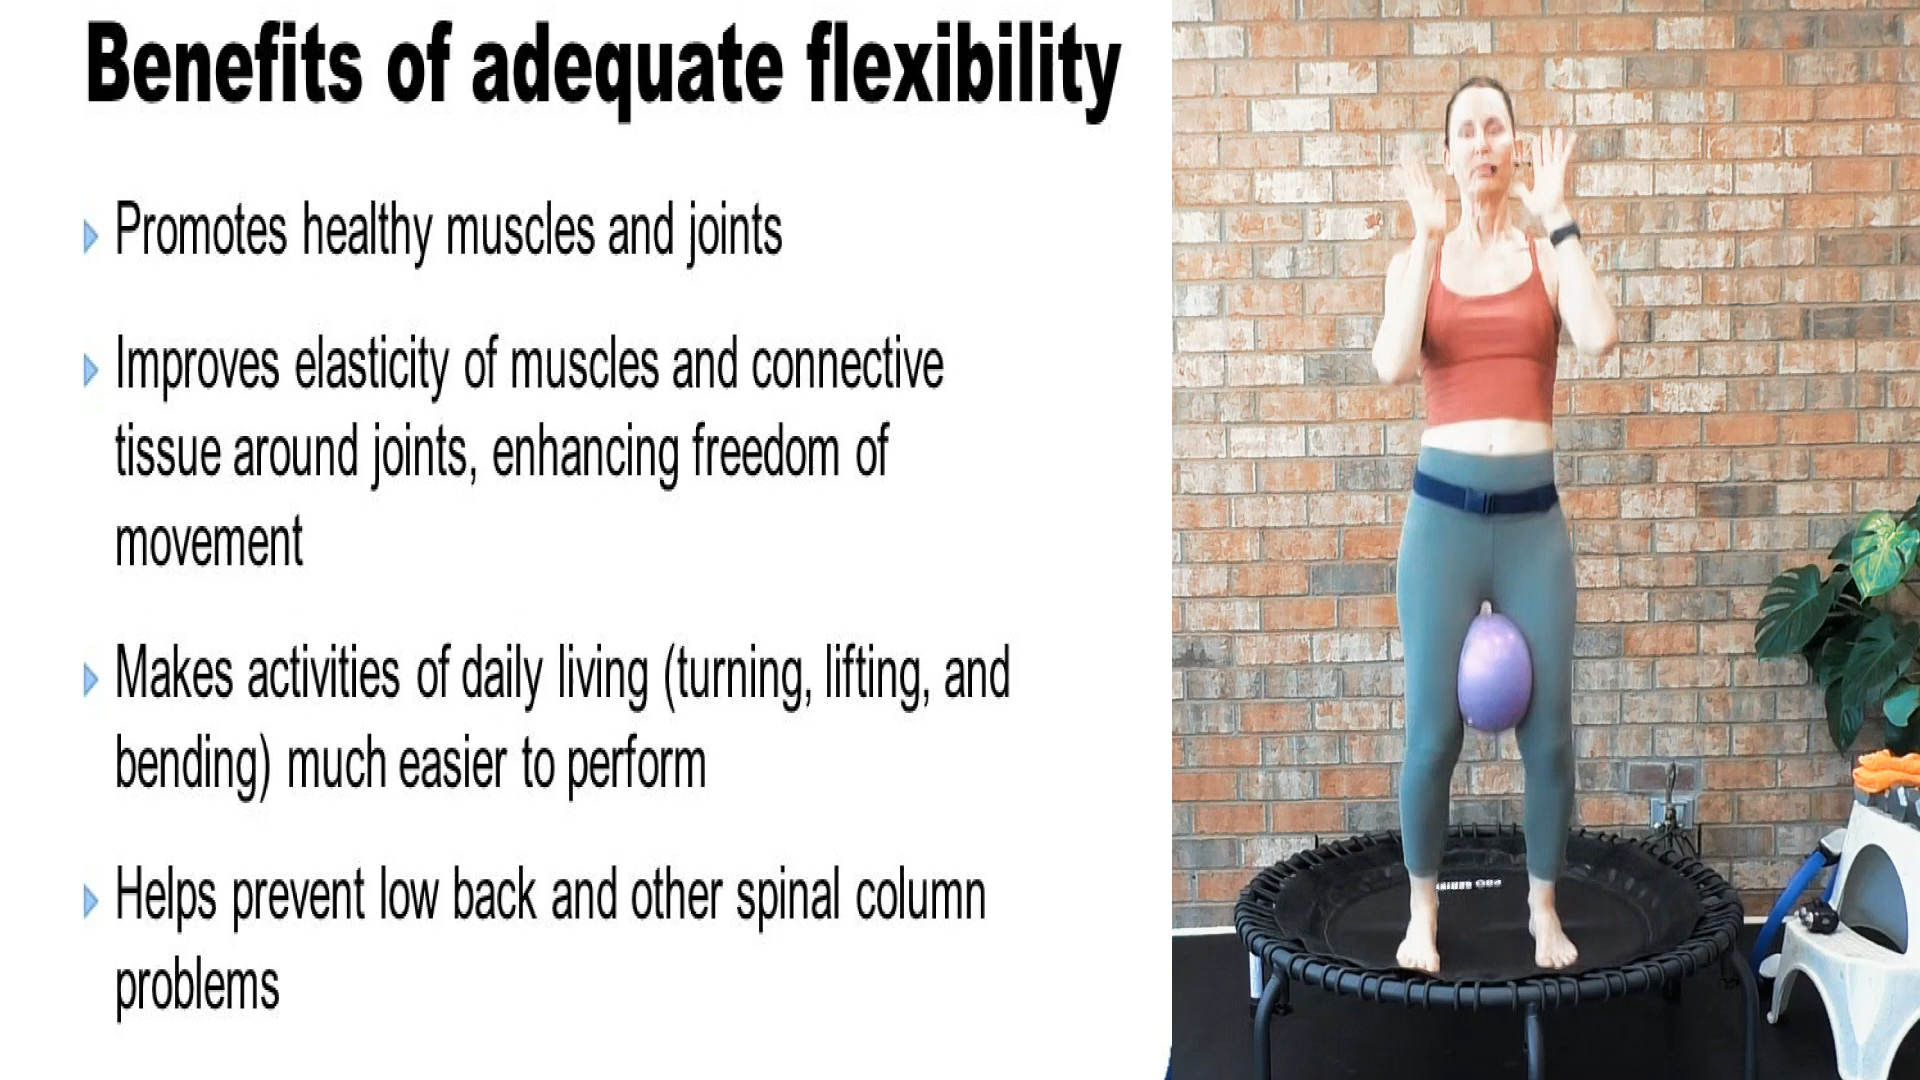 Benefits of adequate flexibility
Promotes healthy muscles and joints
Improves elasticity of muscles and connective
tissue around joints, enhancing freedom of
movement
Makes activities of daily living (turning, lifting, and
bending) much easier to perform
Helps prevent low back and other spinal column
problems